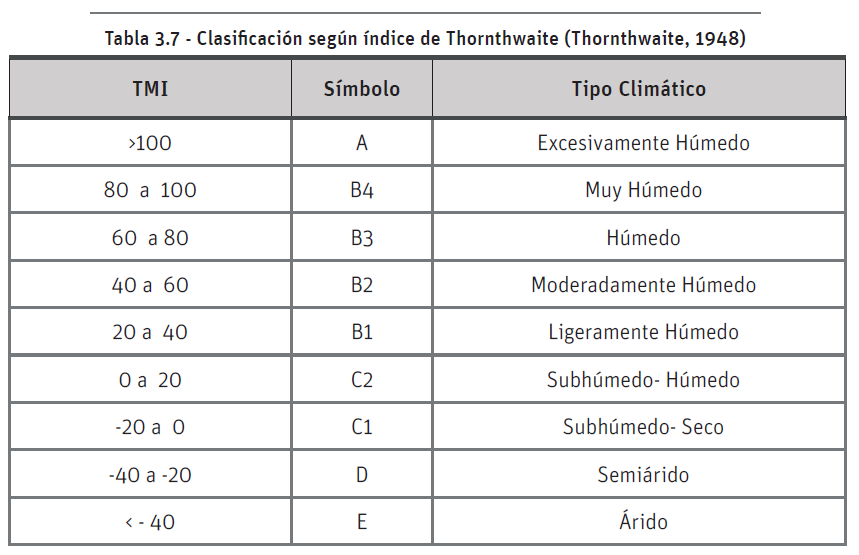 Tabla 3.7 - Clasificación según índice de Thornthwaite (Thornthwaite, 1948)
TMI Símbolo Tipo Climático
>100 A Excesivamente Húmedo
80 a 100 B4 Muy Húmedo
60 a 80 B3 Húmedo
40 a 60 B2 Moderadamente Húmedo
20 a 40 B1 Ligeramente Húmedo
0 a 20 C2 Subhúmedo- Húmedo
-20 a 0 C1 Subhúmedo- Seco
-40 a -20 D Semiárido
< - 40 E Árido